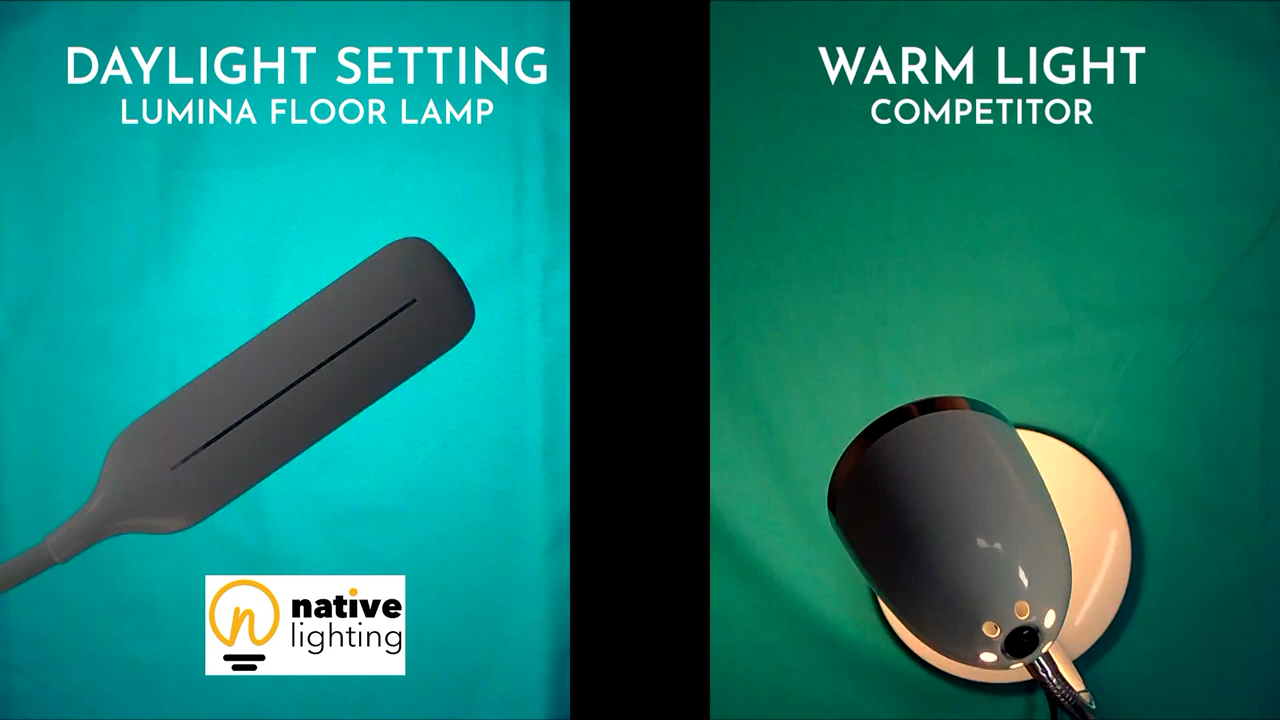 DAYLIGHT SETTING
LUMINA FLOOR LAMP
native
lighting
WARM LIGHT
COMPETITOR